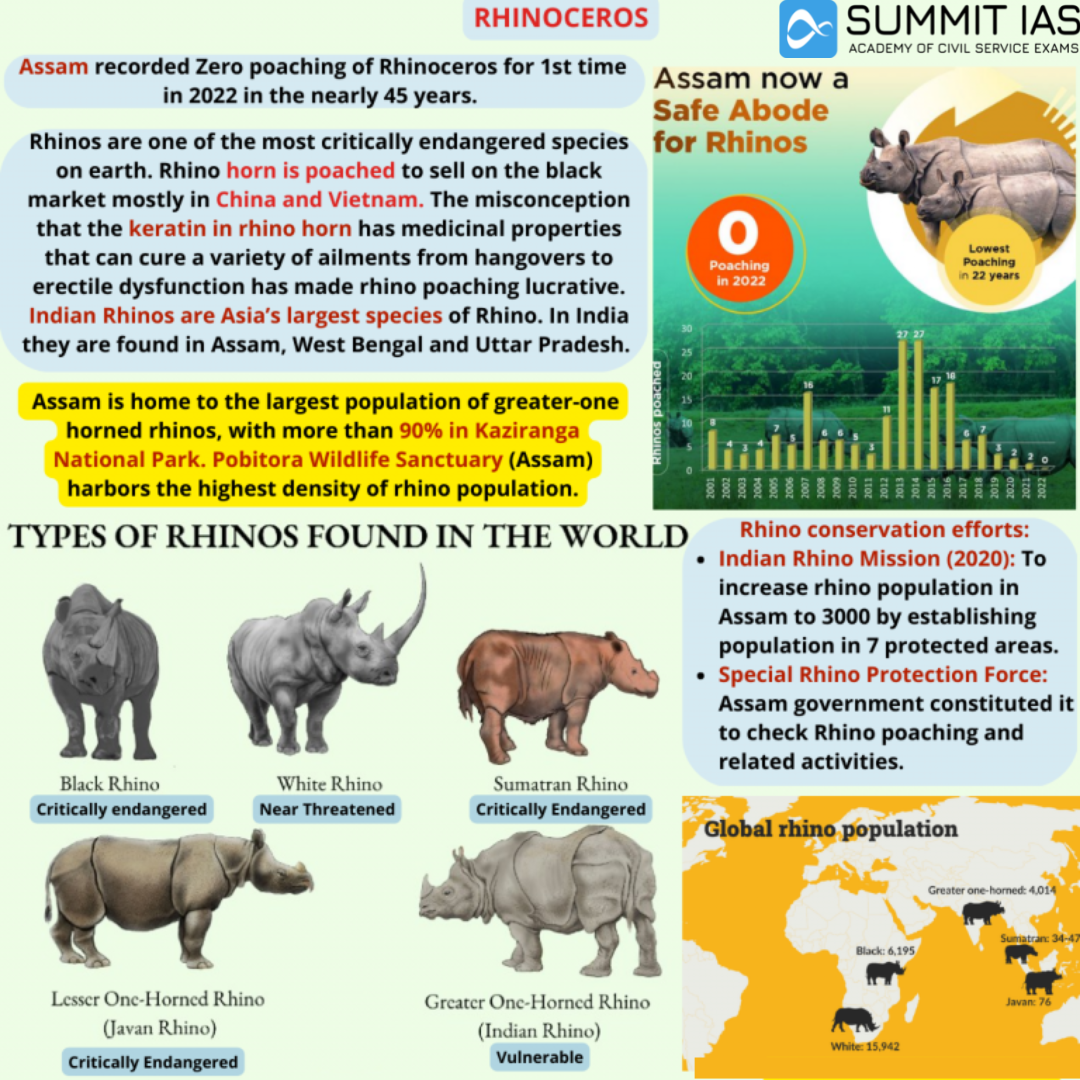 RHINOCEROS
SUMMIT IAS
ACADEMY OF CIVIL SERVICE EXAMS
Assam recorded Zero poaching of Rhinoceros for 1st time
in 2022 in the nearly 45 years.
Rhinos are one of the most critically endangered species
on earth. Rhino horn is poached to sell on the black
market mostly in China and Vietnam. The misconception
that the keratin in rhino horn has medicinal properties
that can cure a variety of ailments from hangovers to
erectile dysfunction has made rhino poaching lucrative.
Indian Rhinos are Asia's largest species of Rhino. In India
they are found in Assam, West Bengal and Uttar Pradesh.
Assam is home to the largest population of greater-one
horned rhinos, with more than 90% in Kaziranga
National Park. Pobitora Wildlife Sanctuary (Assam)
harbors the highest density of rhino population.
Assam now a
Safe Abode
for Rhinos
0
Poaching
in 2022
Lowest
Poaching
in 22 years
Rhinos poached
30
25
20
15
10
5
0
8 4 3 4 7 5 16 6 6 5 3 11 27 27 17 18 6 7 3 2 2 0
2001 2002 2003 2004 2005 2006 2007 2008 2009 2010 2011 2012 2013 2014 2015 2016 2017 2018 2019 2020 2021 2022
TYPES OF RHINOS FOUND IN THE WORLD
Black Rhino
Critically endangered
White Rhino
Near Threatened
Sumatran Rhino
Critically Endangered
Lesser One-Horned Rhino
(Javan Rhino)
Critically Endangered
Greater One-Horned Rhino
(Indian Rhino)
Vulnerable
Rhino conservation efforts:
• Indian Rhino Mission (2020): To
increase rhino population in
Assam to 3000 by establishing
population in 7 protected areas.
• Special Rhino Protection Force:
Assam government constituted it
to check Rhino poaching and
related activities.
Global rhino population
Greater one-horned: 4,014
Sumatran: 34-47
Black: 6,195
Javan: 76
White: 15,942